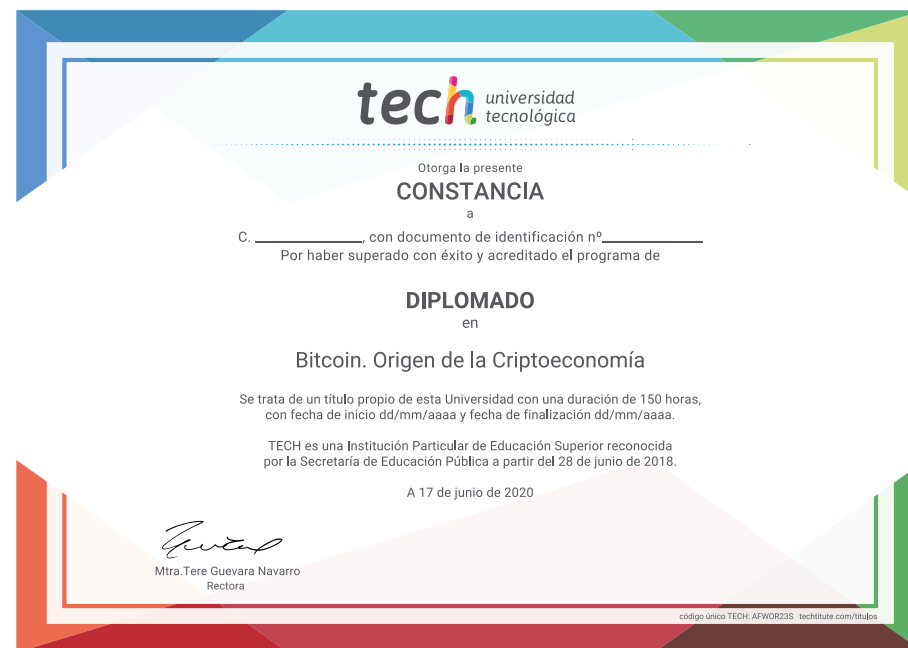 tech universidad
tecnológica
Otorga la presente
CONSTANCIA
a
C. ____________, con documento de identificación nº____________
Por haber superado con éxito y acreditado el programa de
DIPLOMADO
en
Bitcoin. Origen de la Criptoeconomía
Se trata de un título propio de esta Universidad con una duración de 150 horas,
con fecha de inicio dd/mm/aaaa y fecha de finalización dd/mm/aaaa.
TECH es una Institución Particular de Educación Superior reconocida
por la Secretaría de Educación Pública a partir del 28 de junio de 2018.
A 17 de junio de 2020
Mtra.Tere Guevara Navarro
Rectora
código único TECH: AFWOR23S techtitute.com/titulos